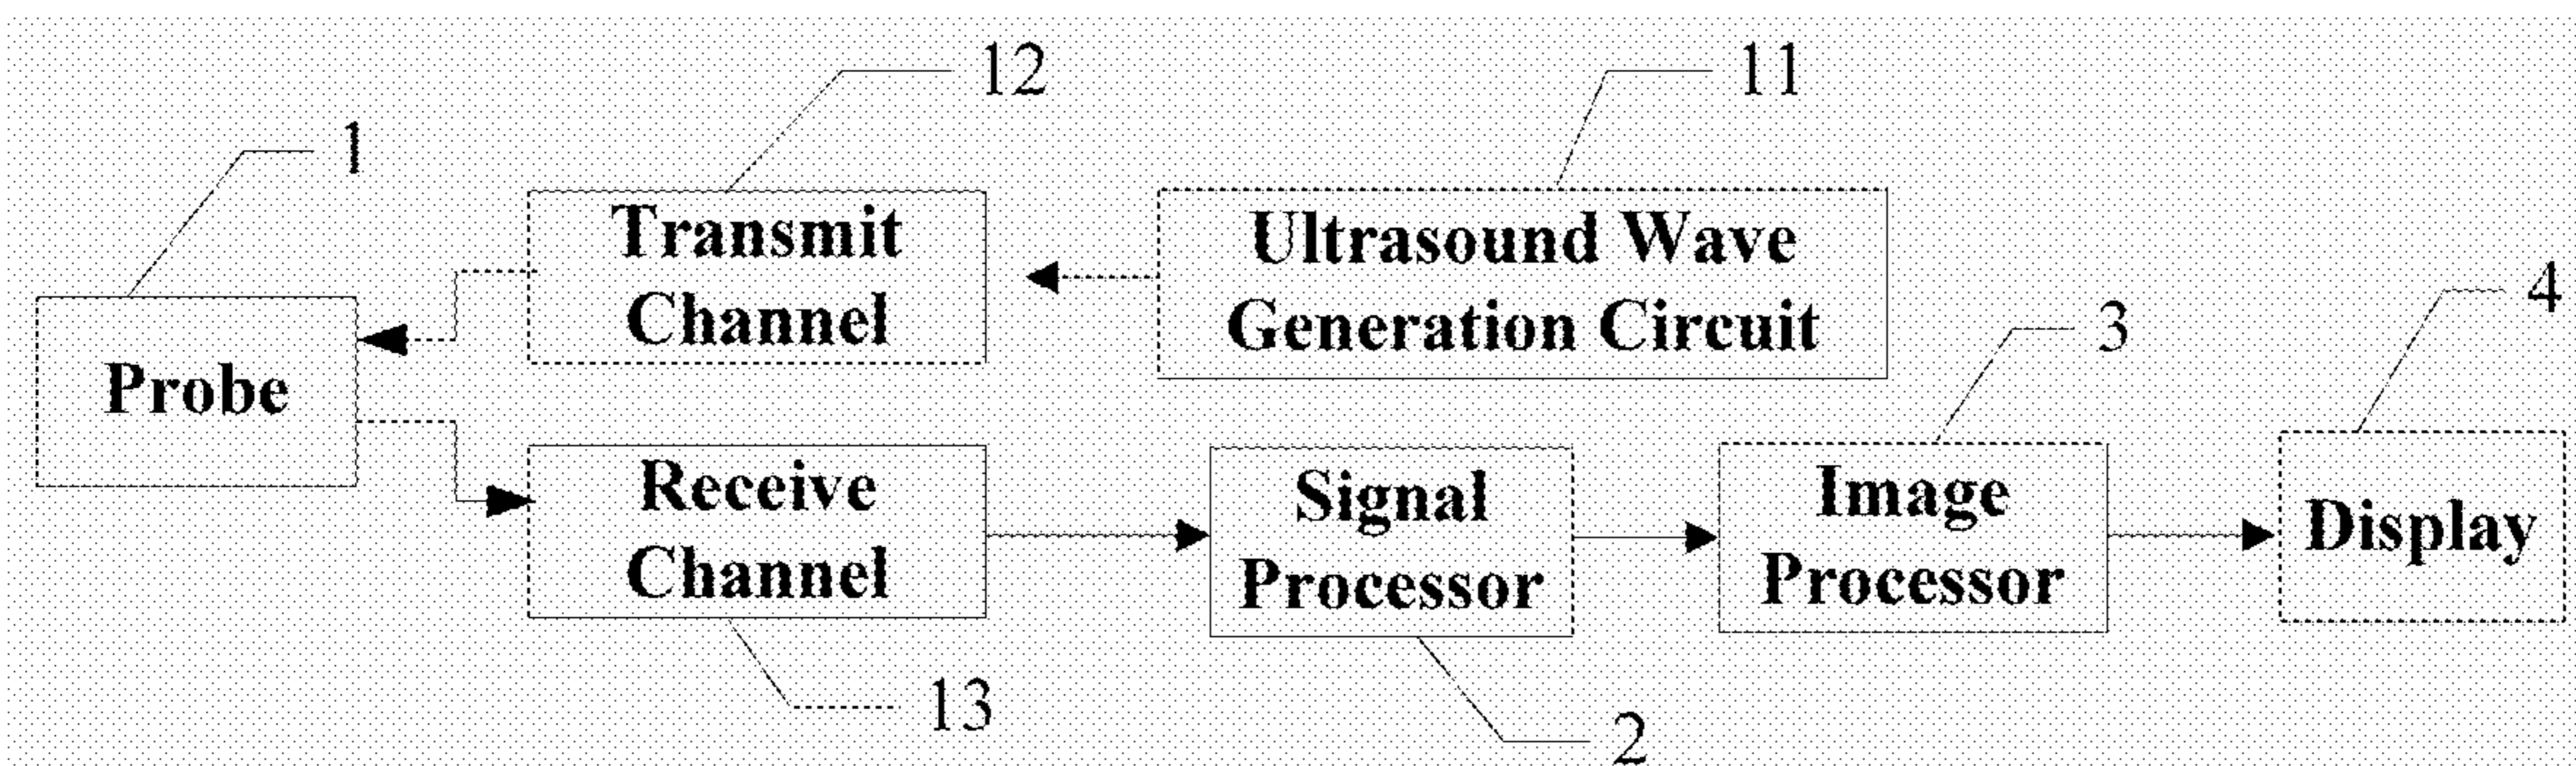 12
11
1
Transmit
Channel
Ultrasound Wave
Generation Circuit
4
3
Probe
Receive
Channel
Signal
Processor
Image
Processor
Display
13
2